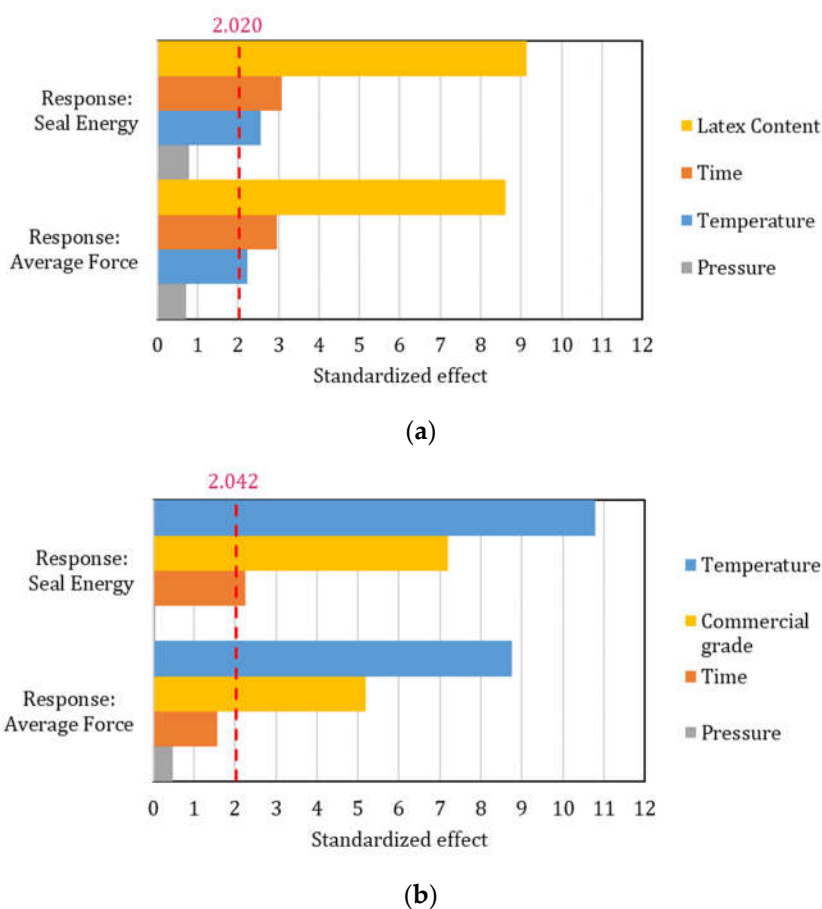 2.020
Response:
Seal Energy
Response:
Average Force
Latex Content
Time
Temperature
Pressure
0 1 2 3 4 5 6 7 8 9 10 11 12
Standardized effect
(a)
2.042
Response:
Seal Energy
Response:
Average Force
Temperature
Commercial
grade
Time
Pressure
0 1 2 3 4 5 6 7 8 9 10 11 12
Standardized effect
(b)